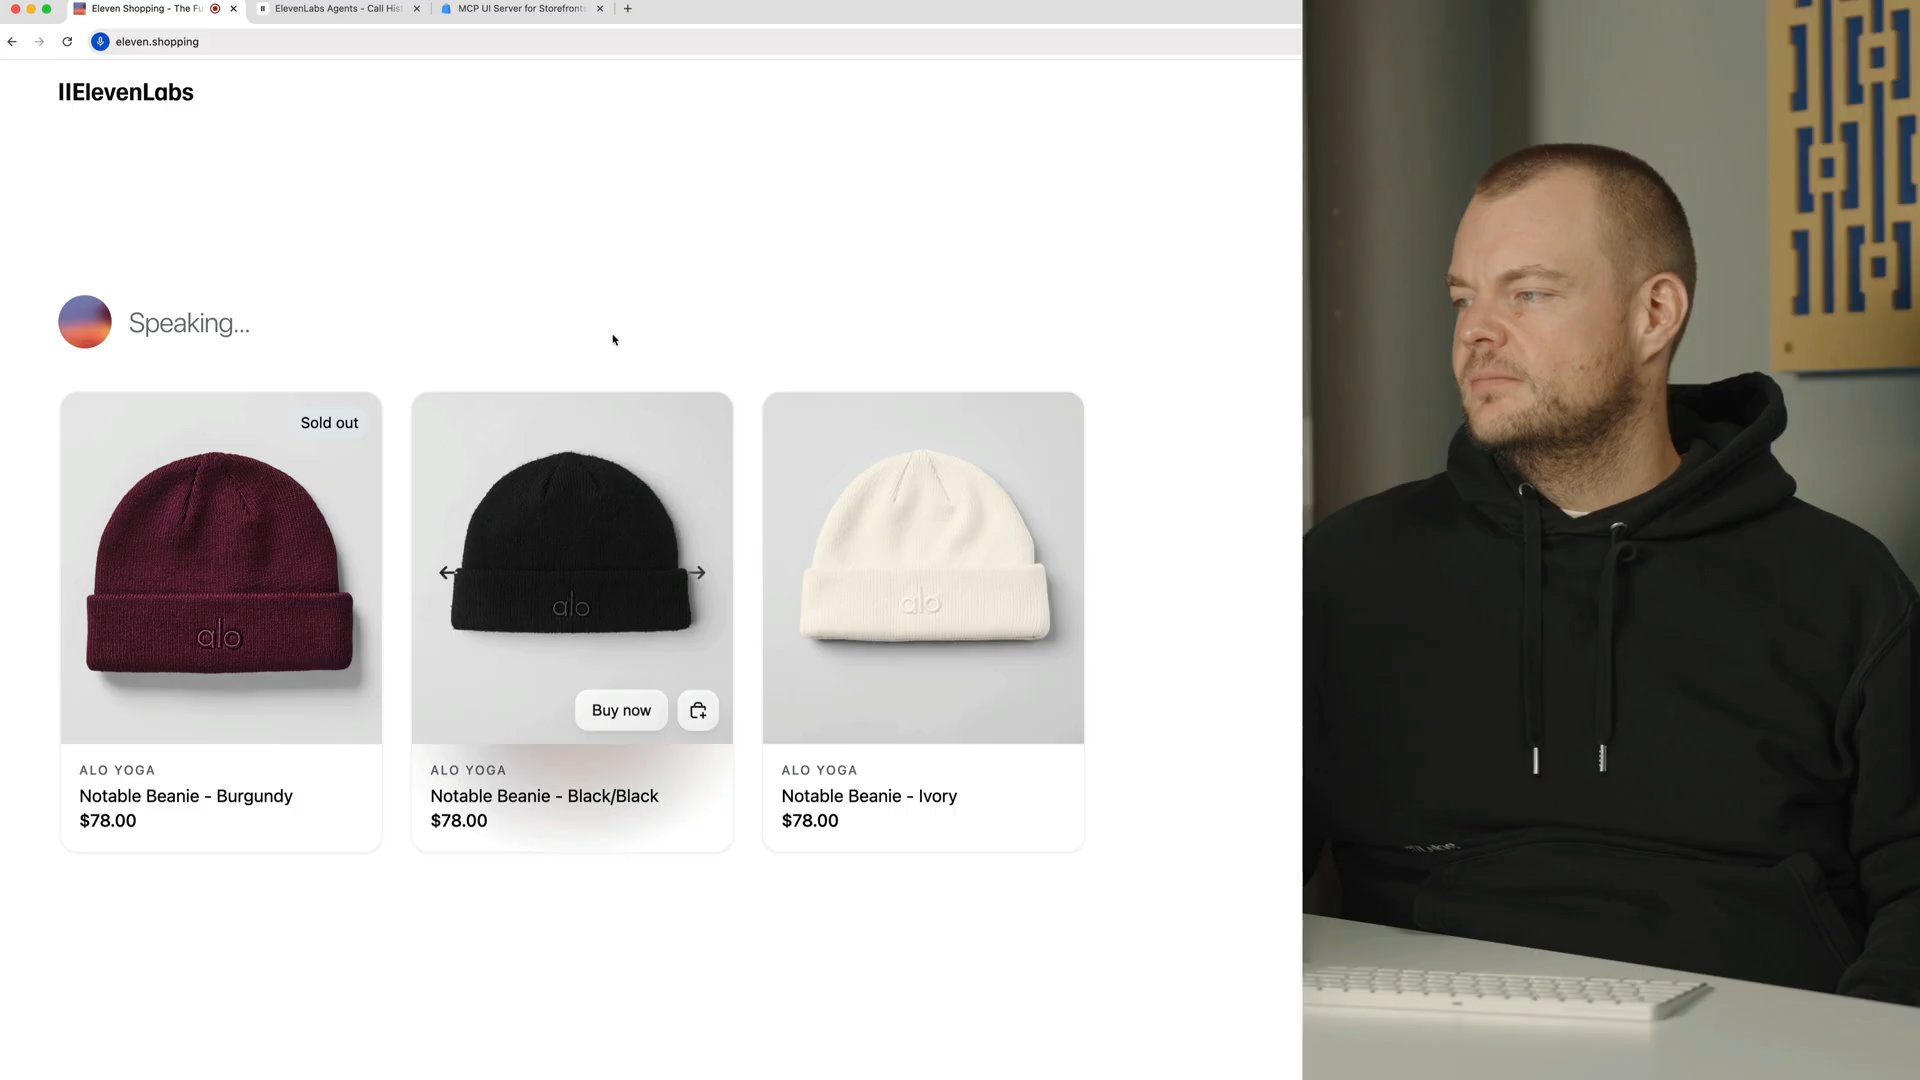 Eleven Shopping - The Fu
ElevenLabs Agents - Call Hist
MCP UI Server for Storefronts
eleven.shopping
IIElevenLabs
Speaking...
Sold out
alo
alo
alo
Buy now
ALO YOGA
Notable Beanie - Burgundy
$78.00
ALO YOGA
Notable Beanie - Black/Black
$78.00
ALO YOGA
Notable Beanie - Ivory
$78.00